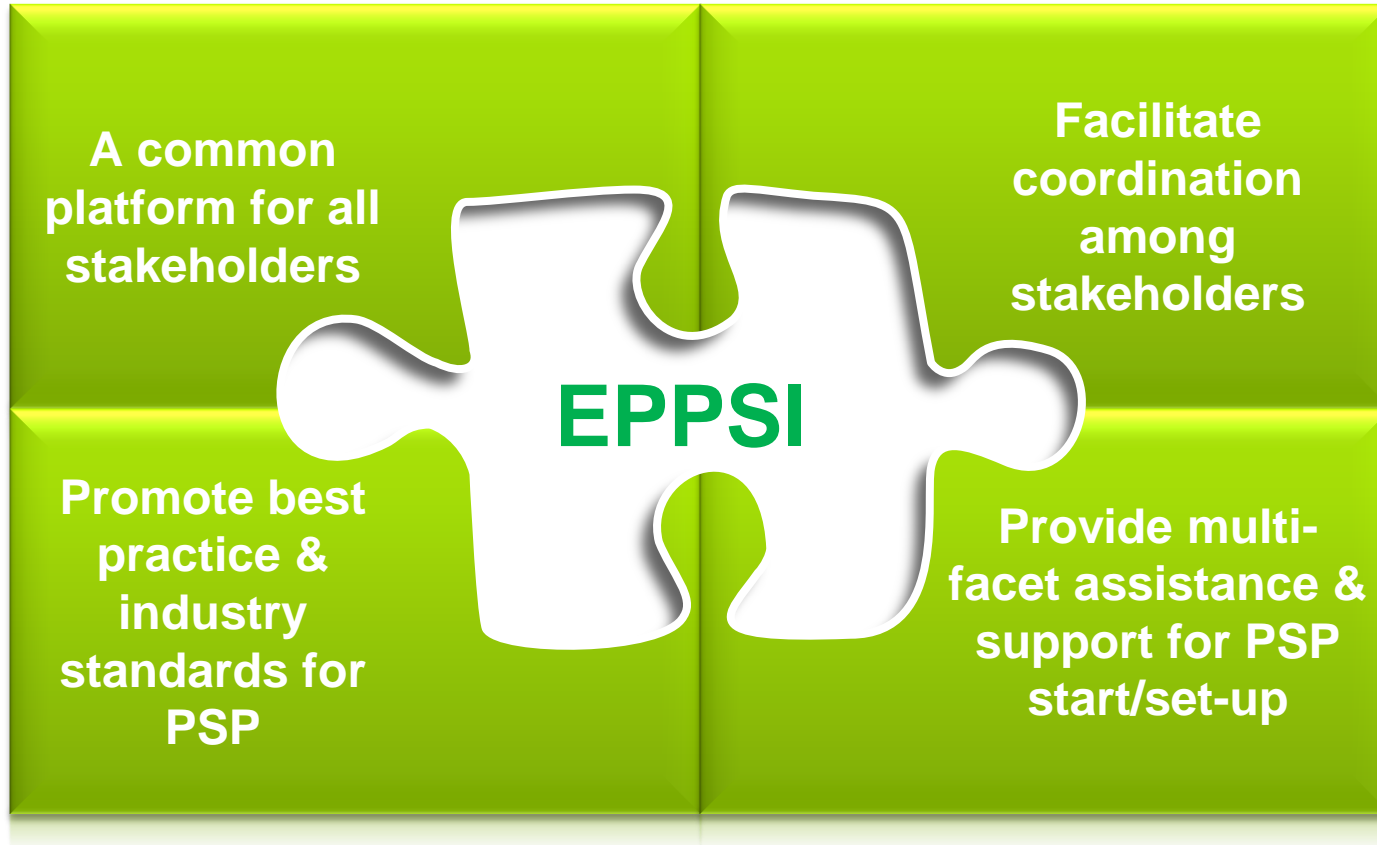 A common
platform for all
stakeholders
Facilitate
coordination
among
stakeholders
EPPSI
Promote best
practice &
industry
standards for
PSP
Provide multi-
facet assistance &
support for PSP
start/set-up